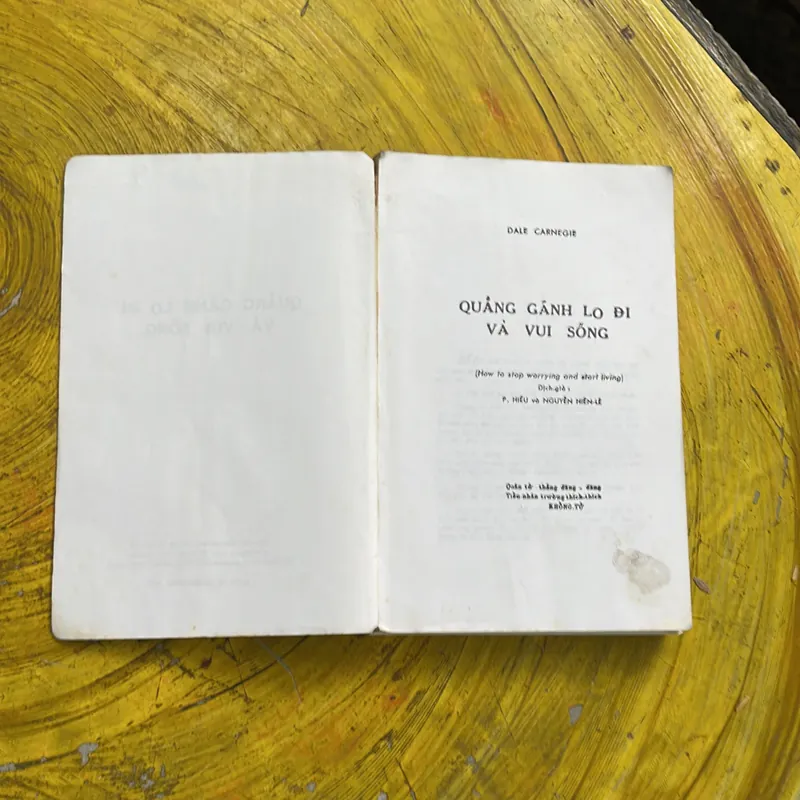 DALE CARNEGIE
QUẲNG GÁNH LO ĐI
VÀ VUI SỐNG
(How to stop worrying and start living)
Dịch-giả :
P. HIẾU và NGUYỄN HIẾN-LÊ
Quân tử thẳng đãng - đãng
Tiểu-nhân trường thích-thích
KHỔNG-TỬ